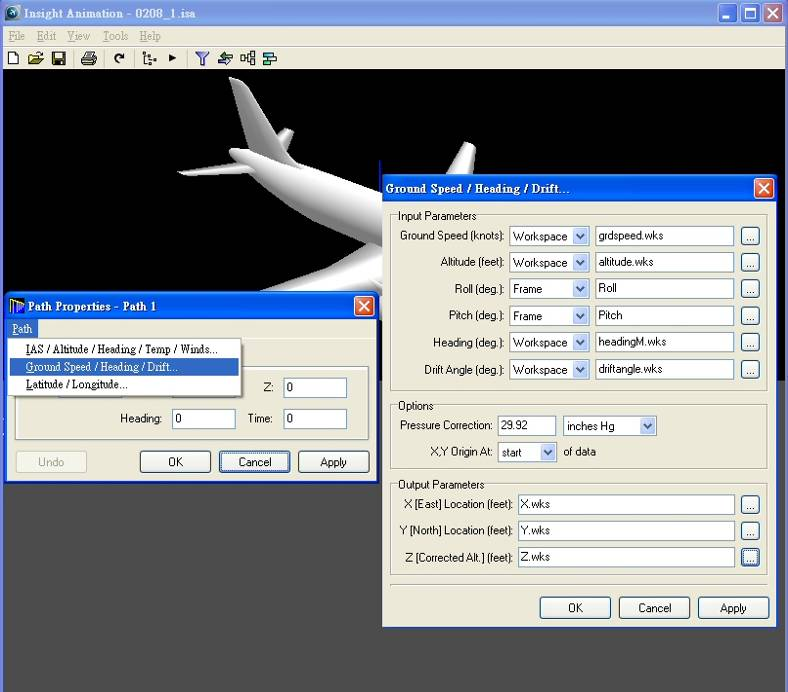 Insight Animation - 0208_1.isa
File Edit View Tools Help
Ground Speed / Heading / Drift...
Input Parameters
Ground Speed (knots): Workspace grdspeed.wks ...
Altitude (feet): Workspace altitude.wks ...
Roll (deg.): Frame Roll ...
Pitch (deg.): Frame Pitch ...
Heading (deg.): Workspace headingM.wks ...
Drift Angle (deg.): Workspace driftangle.wks ...
Options
Pressure Correction: 29.92 inches Hg
X,Y Origin At: start of data
Output Parameters
X [East] Location (feet): X.wks ...
Y [North] Location (feet): Y.wks ...
Z [Corrected Alt.] (feet): Z.wks ...
OK Cancel Apply
Path Properties - Path 1
Path
IAS / Altitude / Heading / Temp / Winds...
Ground Speed / Heading / Drift...
Latitude / Longitude...
Z: 0
Heading: 0 Time: 0
Undo OK Cancel Apply